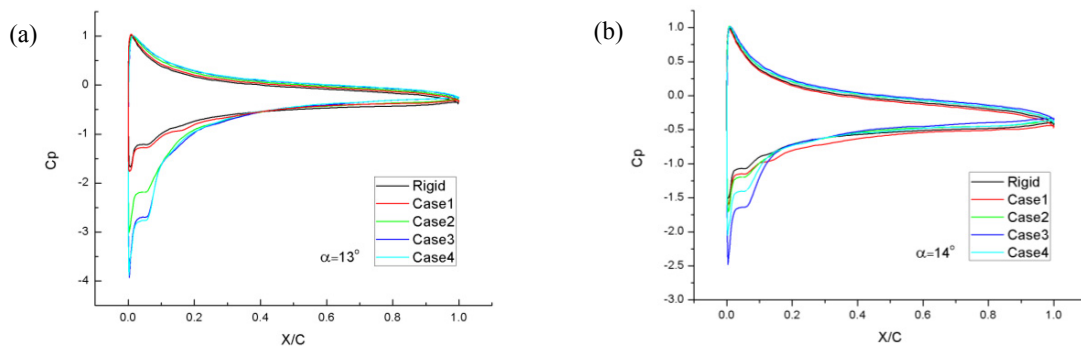 (a)
1
0
-1
-2
-3
-4
Cp
0.0 0.2 0.4 0.6 0.8 1.0
X/C
Rigid
Case1
Case2
Case3
Case4
α=13°
(b)
1.0
0.5
0.0
-0.5
-1.0
-1.5
-2.0
-2.5
-3.0
Cp
0.0 0.2 0.4 0.6 0.8 1.0
X/C
Rigid
Case1
Case2
Case3
Case4
α=14°